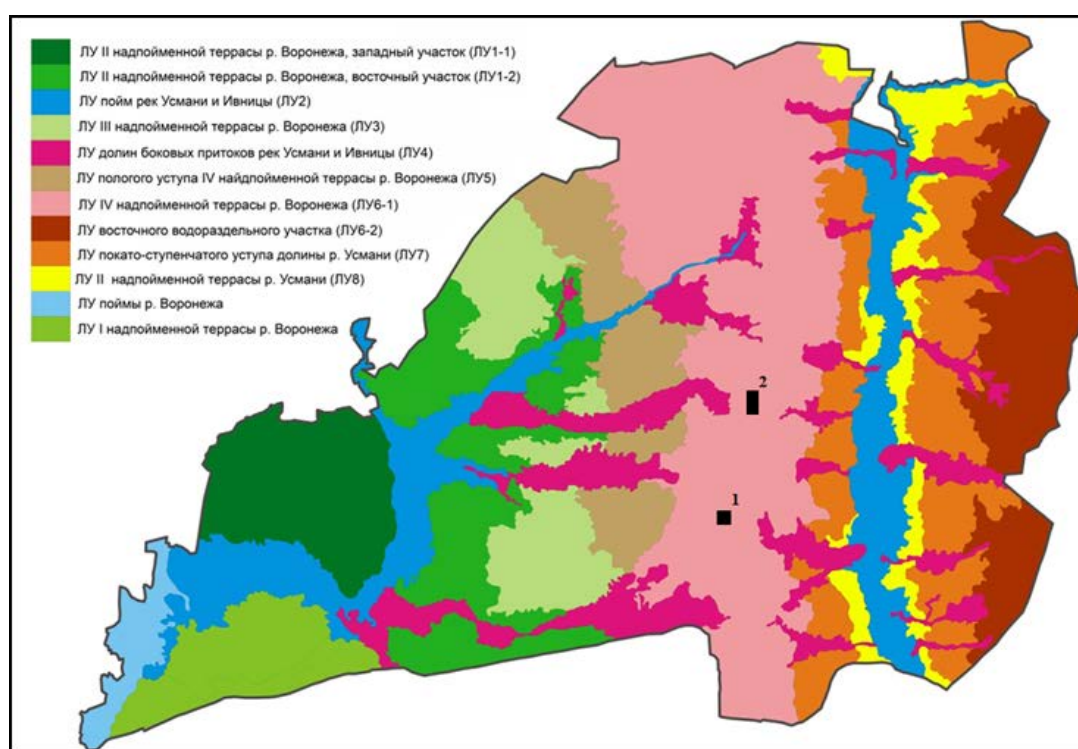 ЛУ II надпойменной террасы р. Воронежа, западный участок (ЛУ1-1)
ЛУ II надпойменной террасы р. Воронежа, восточный участок (ЛУ1-2)
ЛУ пойм рек Усмани и Ивницы (ЛУ2)
ЛУ III надпойменной террасы р. Воронежа (ЛУ3)
ЛУ долин боковых притоков рек Усмани и Ивницы (ЛУ4)
ЛУ пологого уступа IV найдпойменной террасы р. Воронежа (ЛУ5)
ЛУ IV надпойменной террасы р. Воронежа (ЛУ6-1)
ЛУ восточного водораздельного участка (ЛУ6-2)
ЛУ покато-ступенчатого уступа долины р. Усмани (ЛУ7)
ЛУ II надпойменной террасы р. Усмани (ЛУ8)
ЛУ поймы р. Воронежа
ЛУ I надпойменной террасы р. Воронежа
2
1